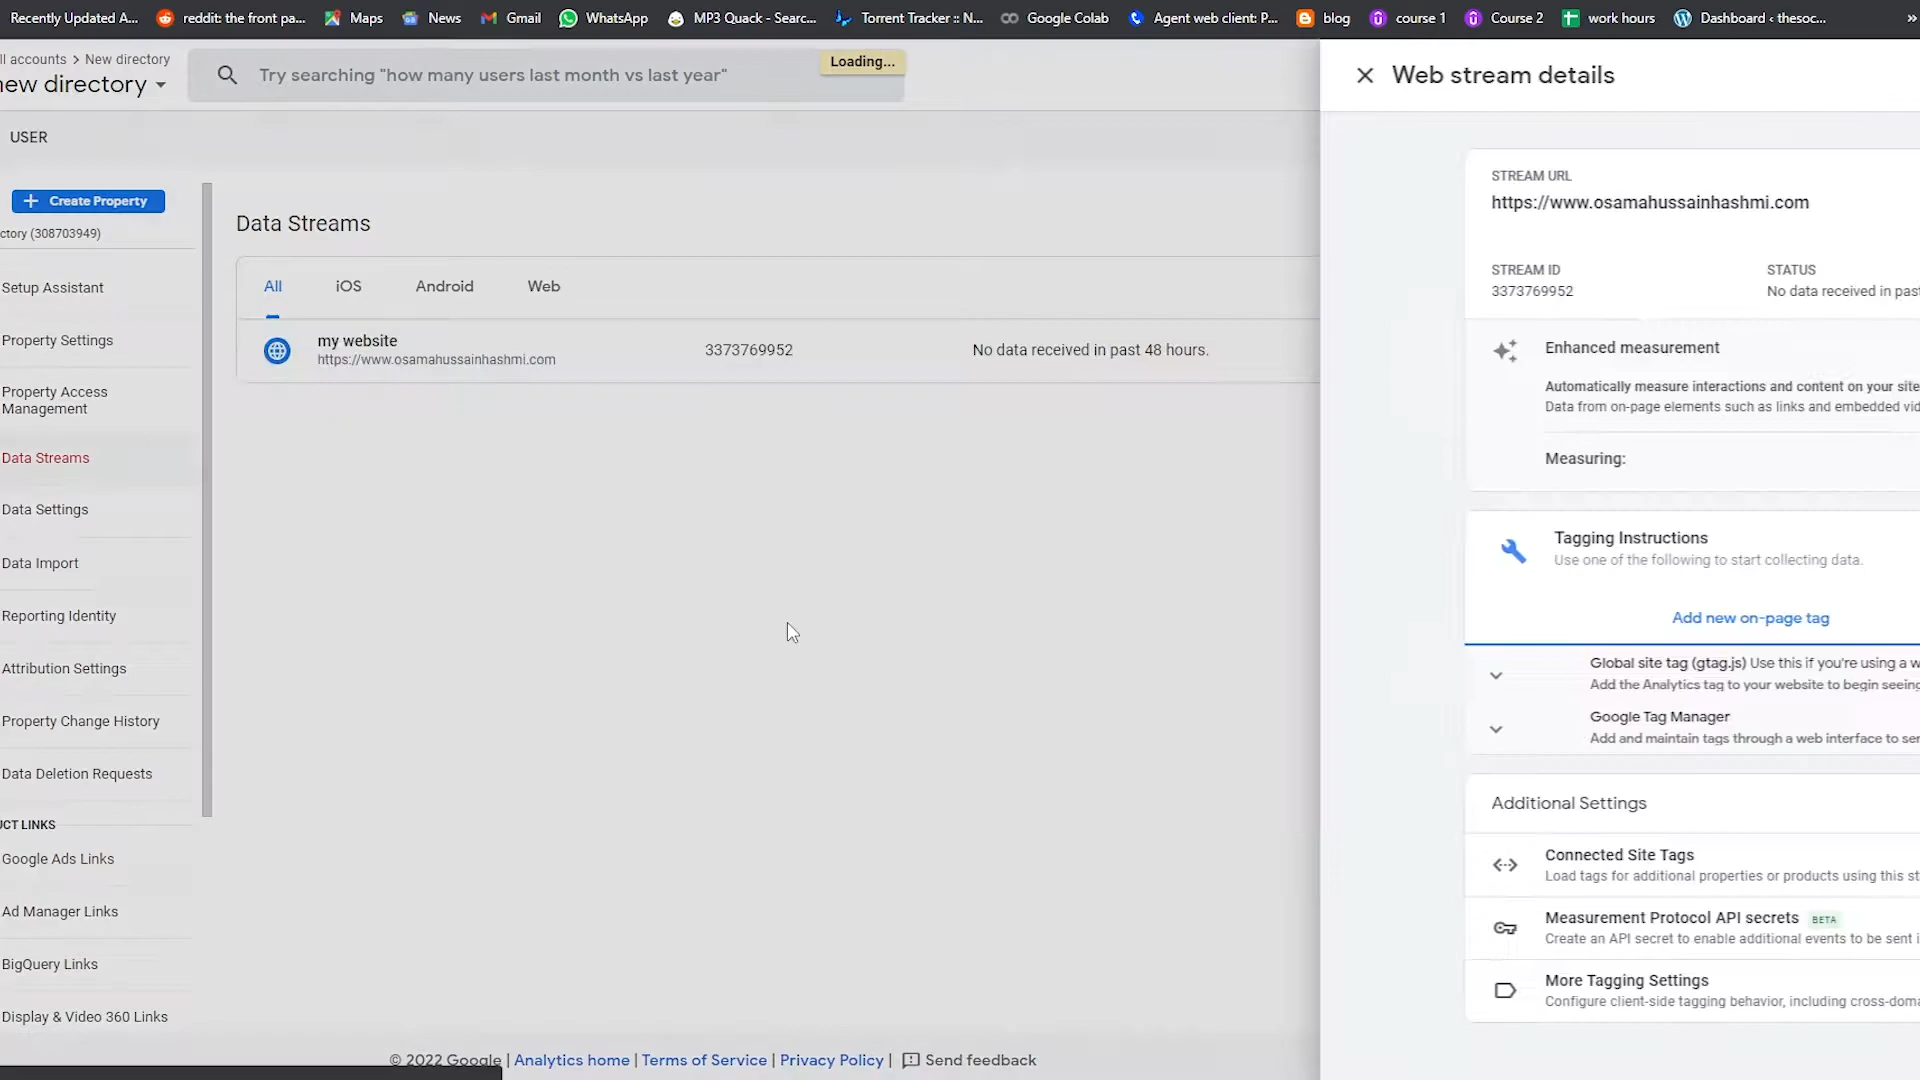 Recently Updated A...
reddit: the front pa...
Maps
News
Gmail
WhatsApp
MP3 Quack - Searc...
Torrent Tracker :: N...
Google Colab
Agent web client: P...
blog
course 1
Course 2
work hours
Dashboard ‹ thesoc...
»
ll accounts > New directory
new directory
Try searching "how many users last month vs last year"
Loading...
USER
Create Property
ctory (308703949)
Setup Assistant
Property Settings
Property Access
Management
Data Streams
Data Settings
Data Import
Reporting Identity
Attribution Settings
Property Change History
Data Deletion Requests
UCT LINKS
Google Ads Links
Ad Manager Links
BigQuery Links
Display & Video 360 Links
Data Streams
All
iOS
Android
Web
my website
https://www.osamahussainhashmi.com
3373769952
No data received in past 48 hours.
© 2022 Google | Analytics home | Terms of Service | Privacy Policy | Send feedback
Web stream details
STREAM URL
https://www.osamahussainhashmi.com
STREAM ID
3373769952
STATUS
No data received in past
Enhanced measurement
Automatically measure interactions and content on your site
Data from on-page elements such as links and embedded vid
Measuring:
Tagging Instructions
Use one of the following to start collecting data.
Add new on-page tag
Global site tag (gtag.js) Use this if you're using a w
Add the Analytics tag to your website to begin seeing
Google Tag Manager
Add and maintain tags through a web interface to ser
Additional Settings
Connected Site Tags
Load tags for additional properties or products using this st
Measurement Protocol API secrets BETA
Create an API secret to enable additional events to be sent i
More Tagging Settings
Configure client-side tagging behavior, including cross-doma